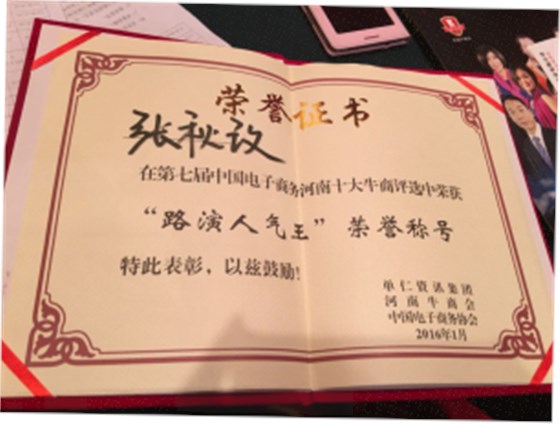 荣誉证书
张秋议
在第七届中国电子商务河南十大牛商评选中荣获
“路演人气王”荣誉称号
特此表彰，以兹鼓励！
单仁资讯集团
河南牛商会
中国电子商务协会
2016年1月